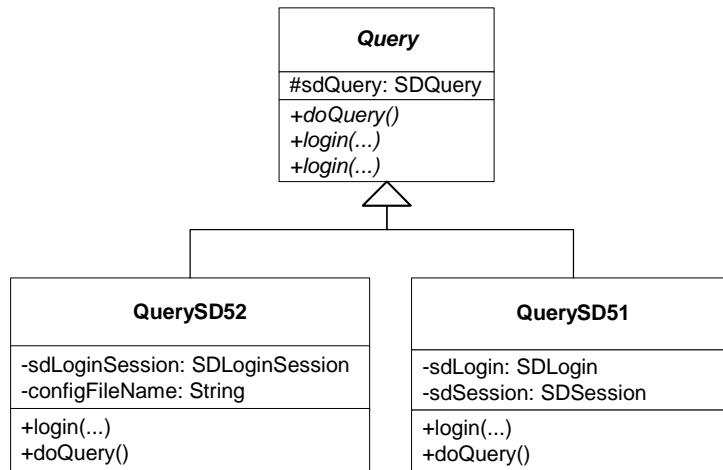 Query
#sdQuery: SDQuery
+doQuery()
+login(...)
+login(...)
QuerySD52
-sdLoginSession: SDLoginSession
-configFileName: String
+login(...)
+doQuery()
QuerySD51
-sdLogin: SDLogin
-sdSession: SDSession
+login(...)
+doQuery()